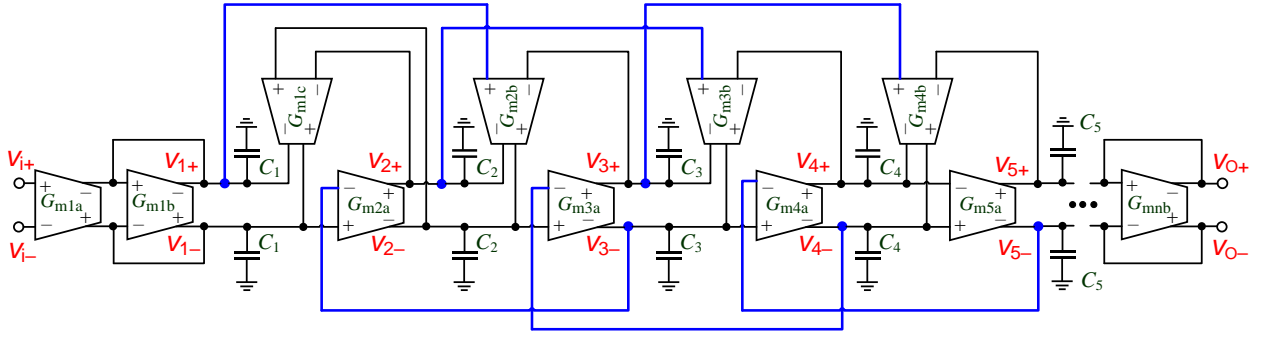 + − + − + − + −
Gm1c Gm2b Gm3b Gm4b
− + − + − + − +
C5
Vi+ V1+ C1 V2+ C2 V3+ C3 V4+ C4 V5+ VO+
+ − + − − − − + −
Gm1a Gm1b Gm2a Gm3a Gm4a Gm5a ••• Gmnb
− + − + + + + + + + + + − +
Vi− V1− C1 V2− C2 V3− C3 V4− C4 V5− VO−
C5